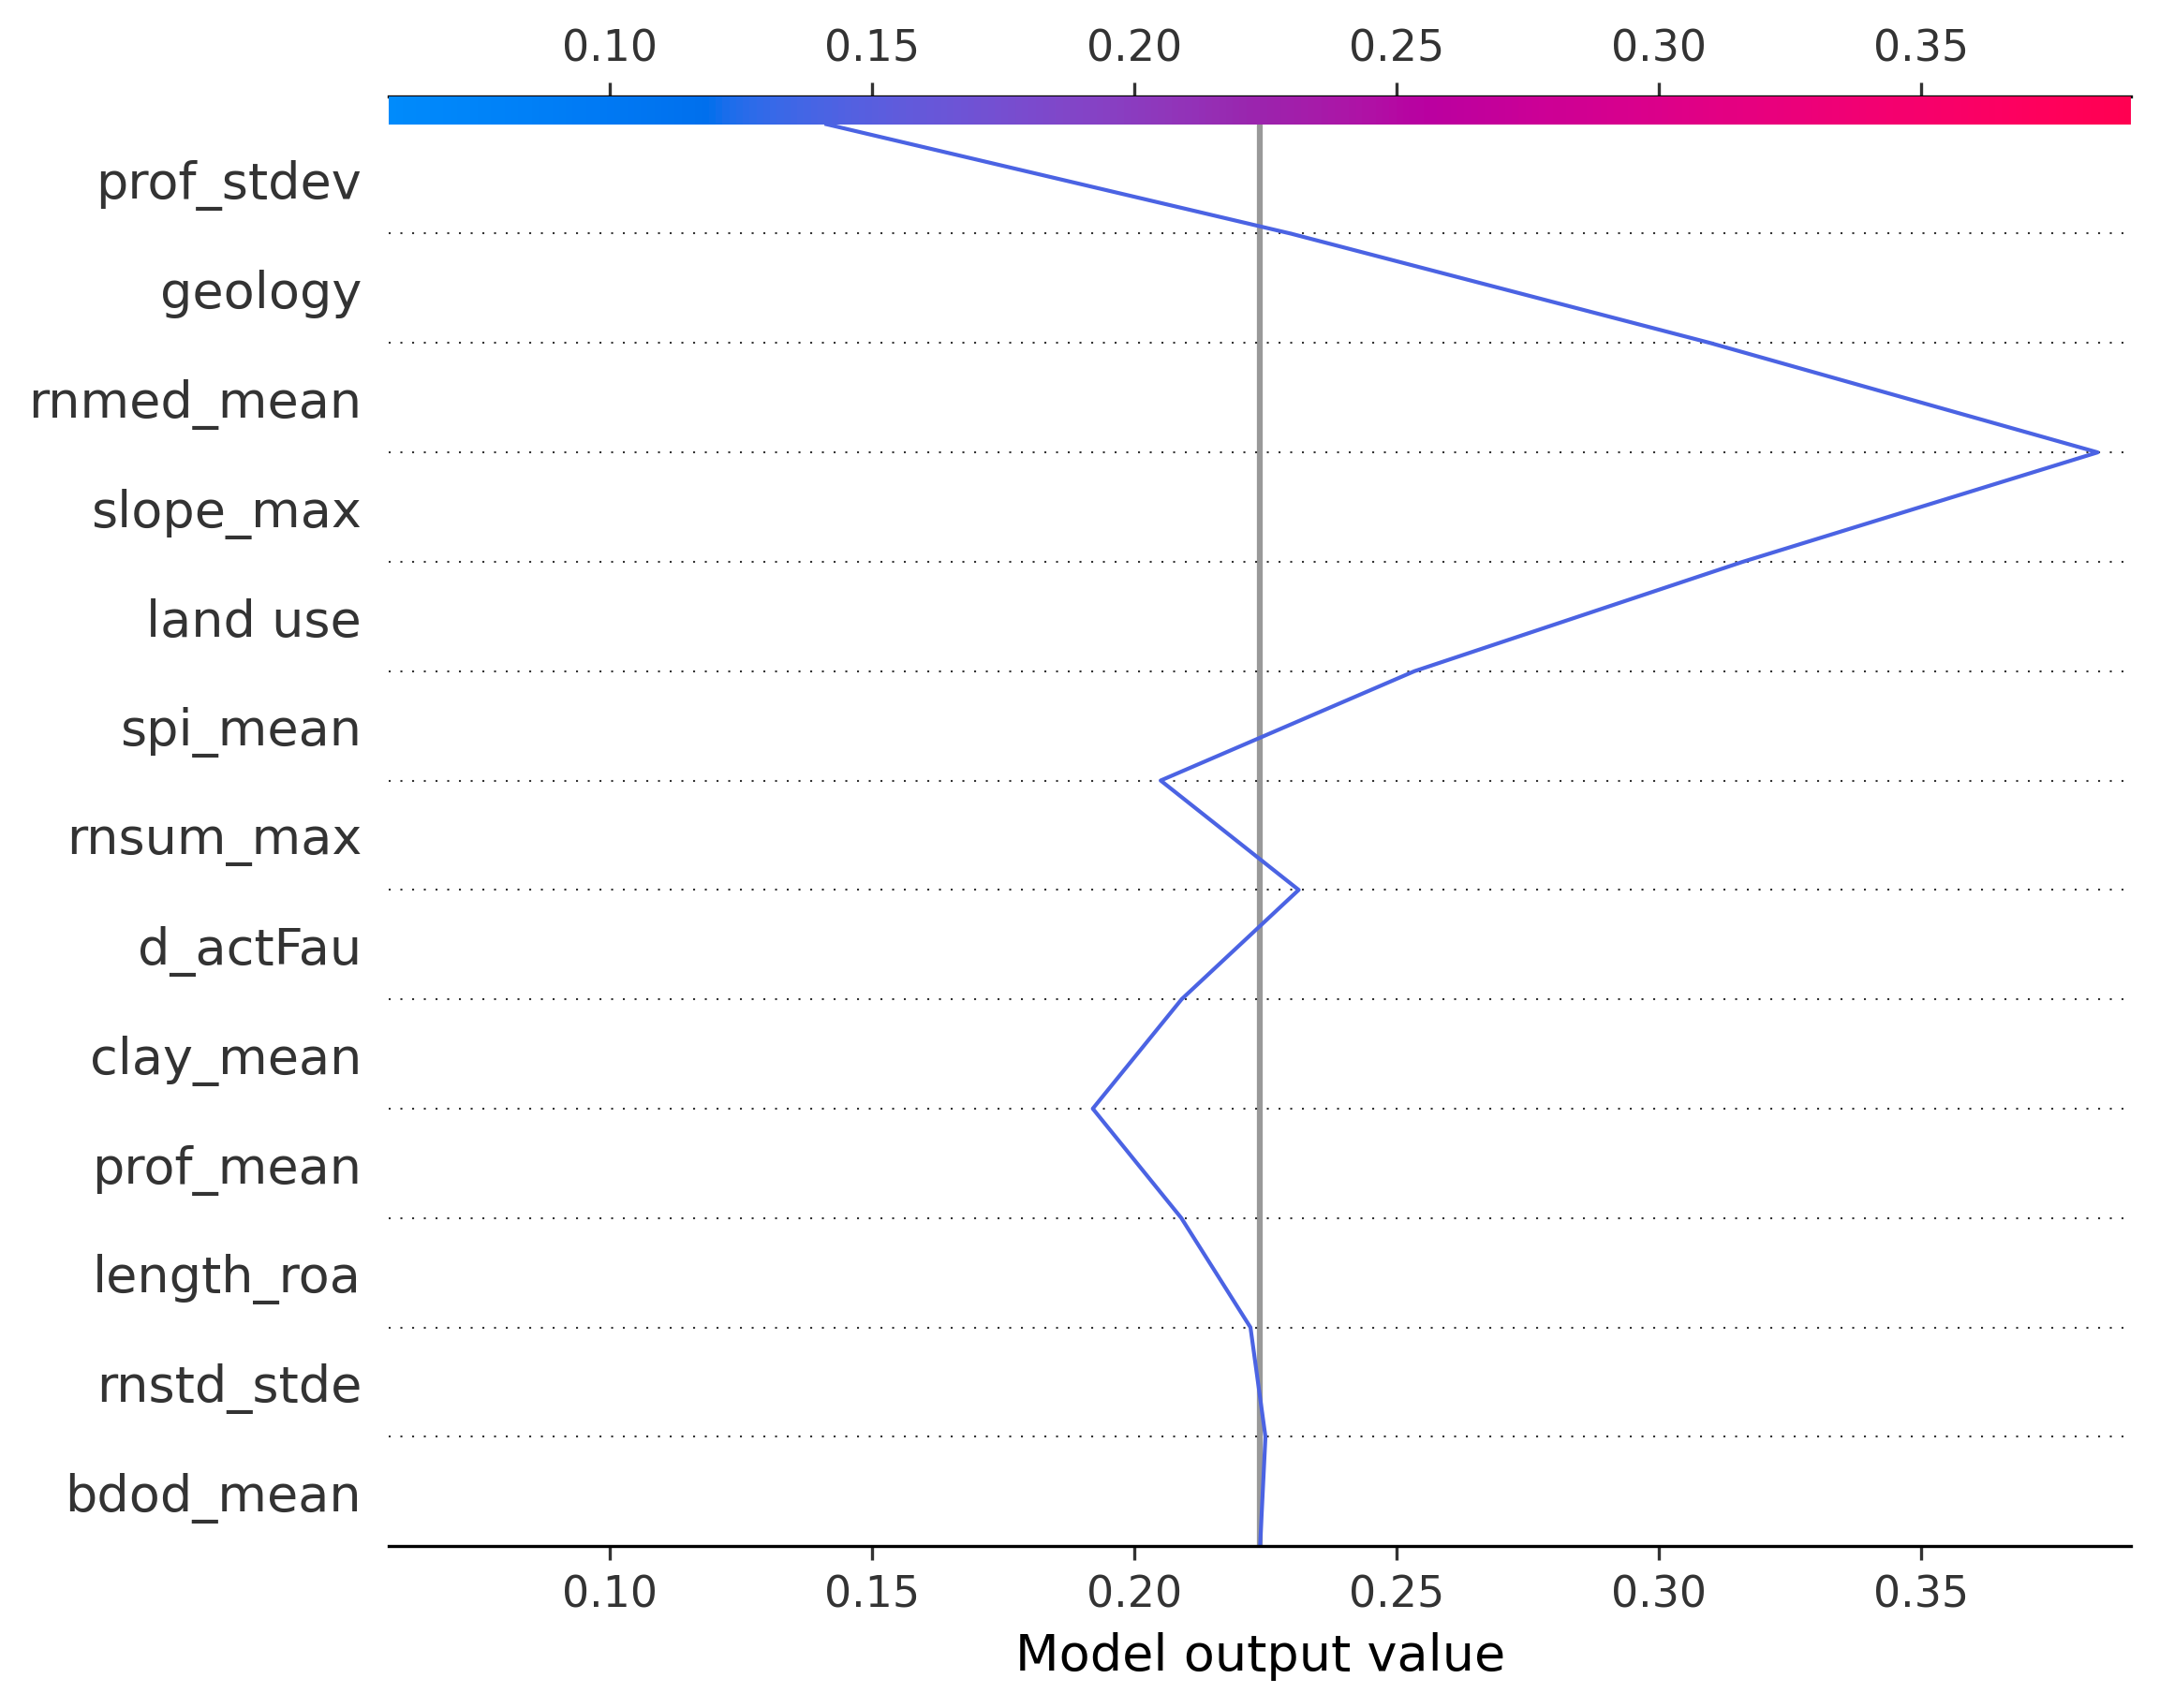 0.10 0.15 0.20 0.25 0.30 0.35
prof_stdev
geology
rnmed_mean
slope_max
land use
spi_mean
rnsum_max
d_actFau
clay_mean
prof_mean
length_roa
rnstd_stde
bdod_mean
0.10 0.15 0.20 0.25 0.30 0.35
Model output value